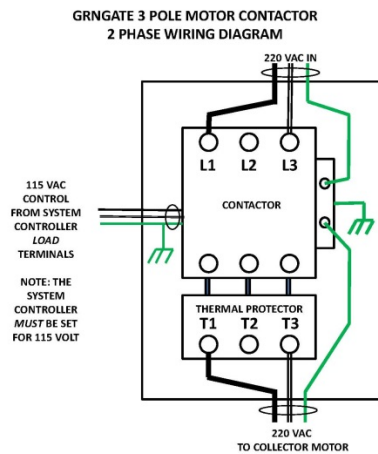 GRNGATE 3 POLE MOTOR CONTACTOR
2 PHASE WIRING DIAGRAM
220 VAC IN
L1 L2 L3
CONTACTOR
115 VAC
CONTROL
FROM SYSTEM
CONTROLLER
LOAD
TERMINALS
NOTE: THE
SYSTEM
CONTROLLER
MUST BE SET
FOR 115 VOLT
THERMAL PROTECTOR
T1 T2 T3
220 VAC
TO COLLECTOR MOTOR